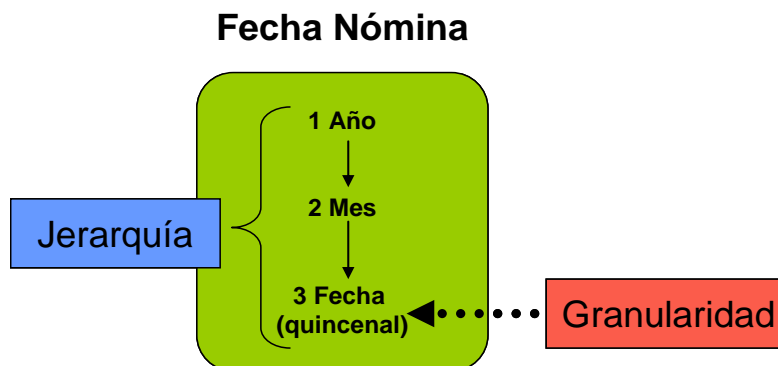 Fecha Nómina
1 Año
2 Mes
Jerarquía
3 Fecha
(quincenal)
Granularidad